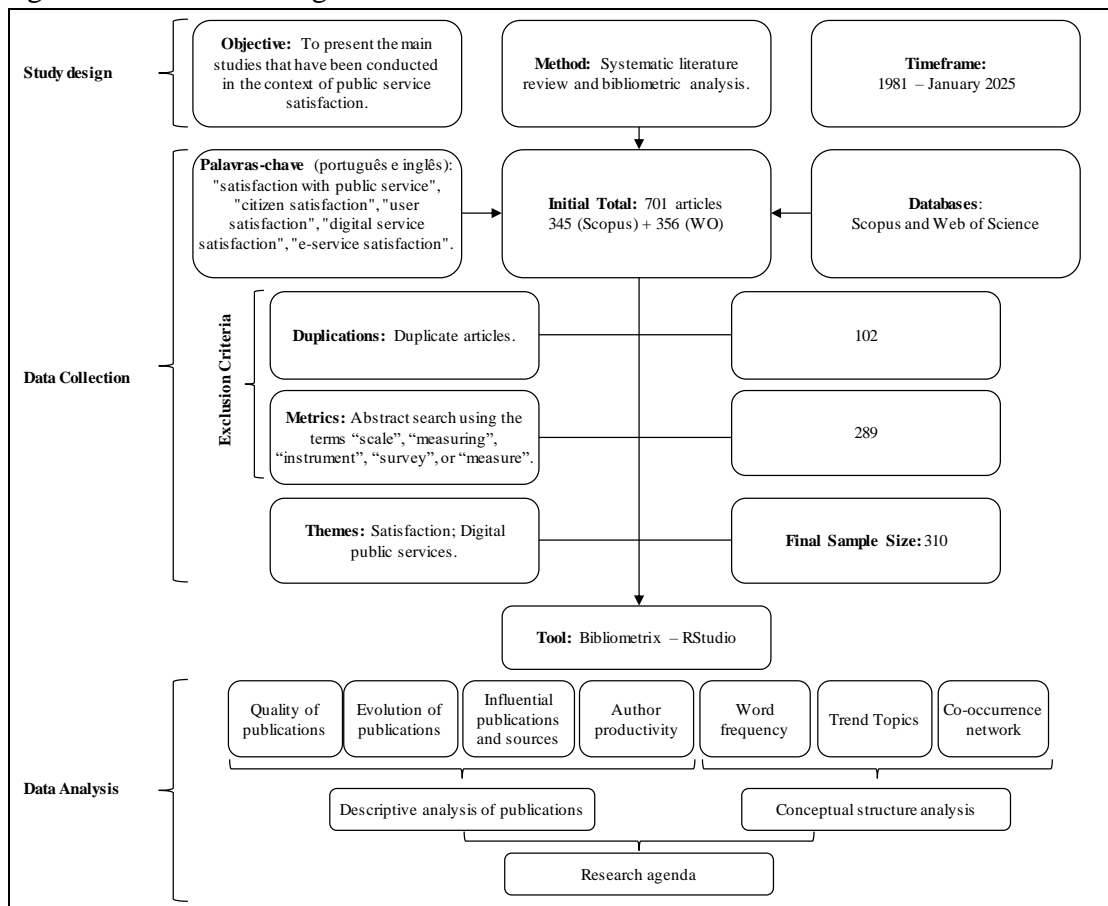 Study design
Objective: To present the main
studies that have been conducted
in the context of public service
satisfaction.
Method: Systematic literature
review and bibliometric analysis.
Timeframe:
1981 – January 2025
Data Collection
Palavras-chave (português e inglês):
"satisfaction with public service",
"citizen satisfaction", "user
satisfaction", "digital service
satisfaction", "e-service satisfaction".
Initial Total: 701 articles
345 (Scopus) + 356 (WO)
Databases:
Scopus and Web of Science
Exclusion Criteria
Duplications: Duplicate articles.
102
Metrics: Abstract search using the
terms “scale”, “measuring”,
“instrument”, “survey”, or “measure”.
289
Themes: Satisfaction; Digital
public services.
Final Sample Size: 310
Tool: Bibliometrix – RStudio
Data Analysis
Quality of
publications
Evolution of
publications
Influential
publications
and sources
Author
productivity
Word
frequency
Trend Topics
Co-occurrence
network
Descriptive analysis of publications
Conceptual structure analysis
Research agenda